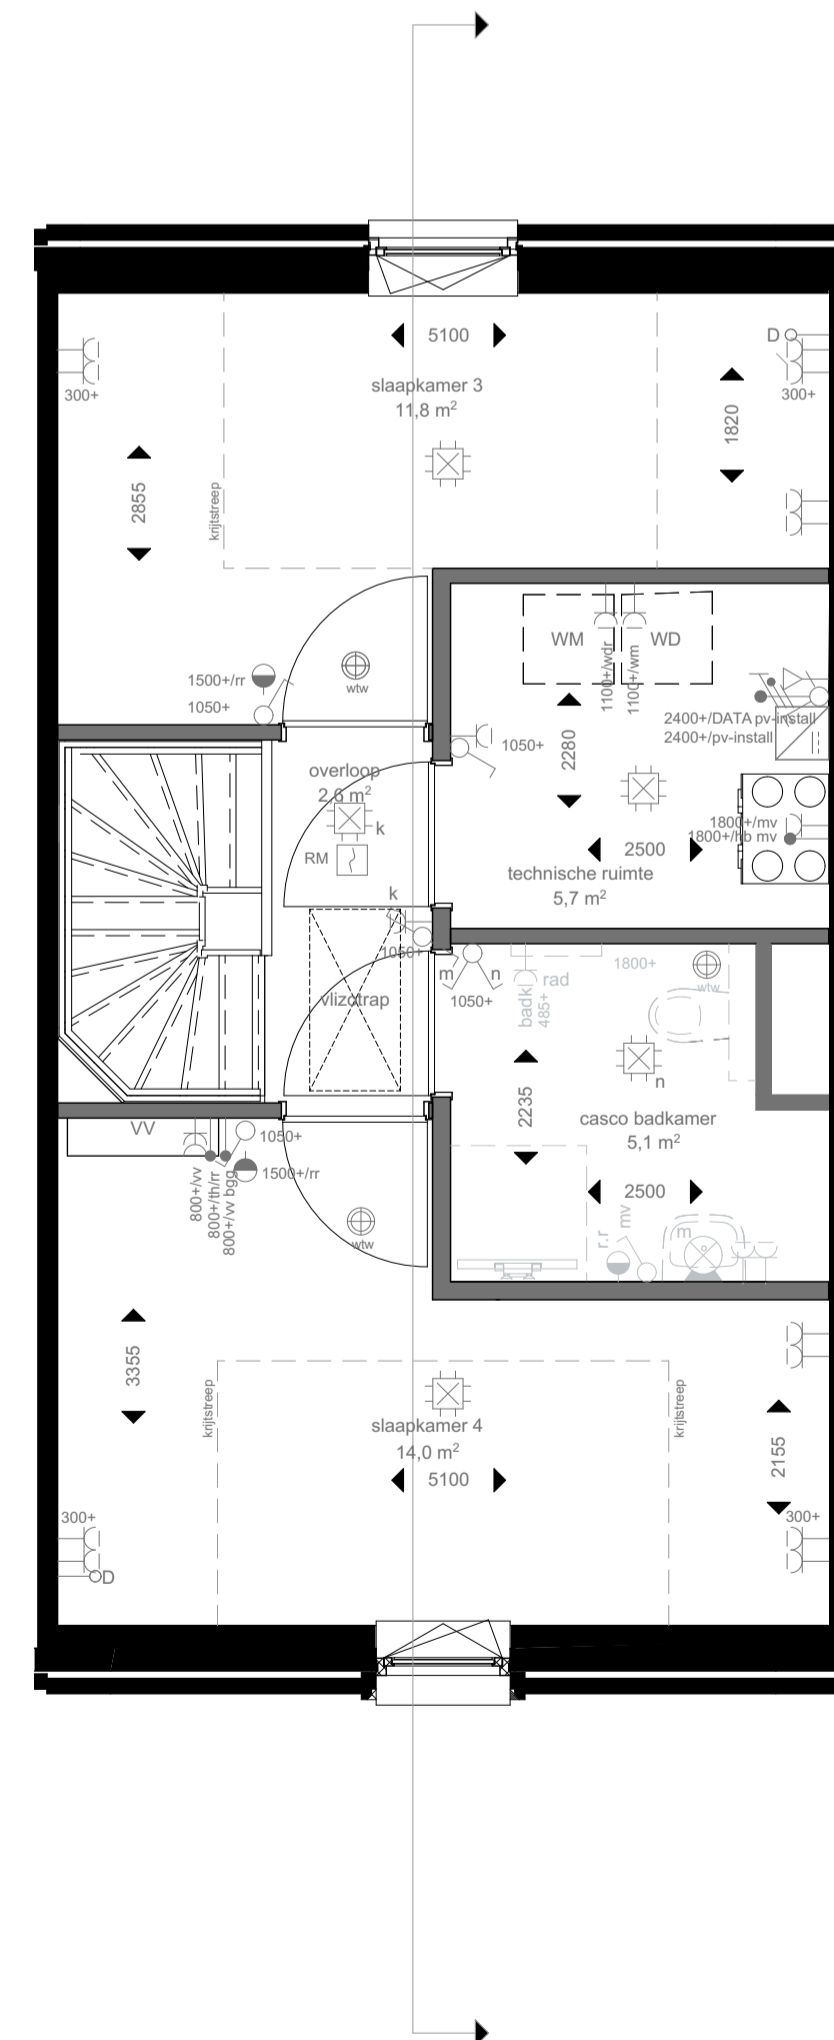 5100
D
slaapkamer 3
11,8 m²
300+
300+
1820
2855
krijtstreep
WM
WD
1100+/wdr
1100+/wm
wtw
1500+/rr
1050+
2400+/DATA pv-install
2400+/pv-install
1050+
2280
overloop
2,6 m²
k
RM
1800+/mv
1800+/hb mv
2500
technische ruimte
5,7 m²
k
1050+
m
n
1050+
rad
badk
485+
1800+
wtw
vlizotrap
n
2235
casco badkamer
5,1 m²
VV
1050+
1500+/rr
800+/vv
800+/th/rr
800+/vv bgg
2500
r.r
mv
m
wtw
3355
krijtstreep
krijtstreep
slaapkamer 4
14,0 m²
5100
2155
300+
300+
D